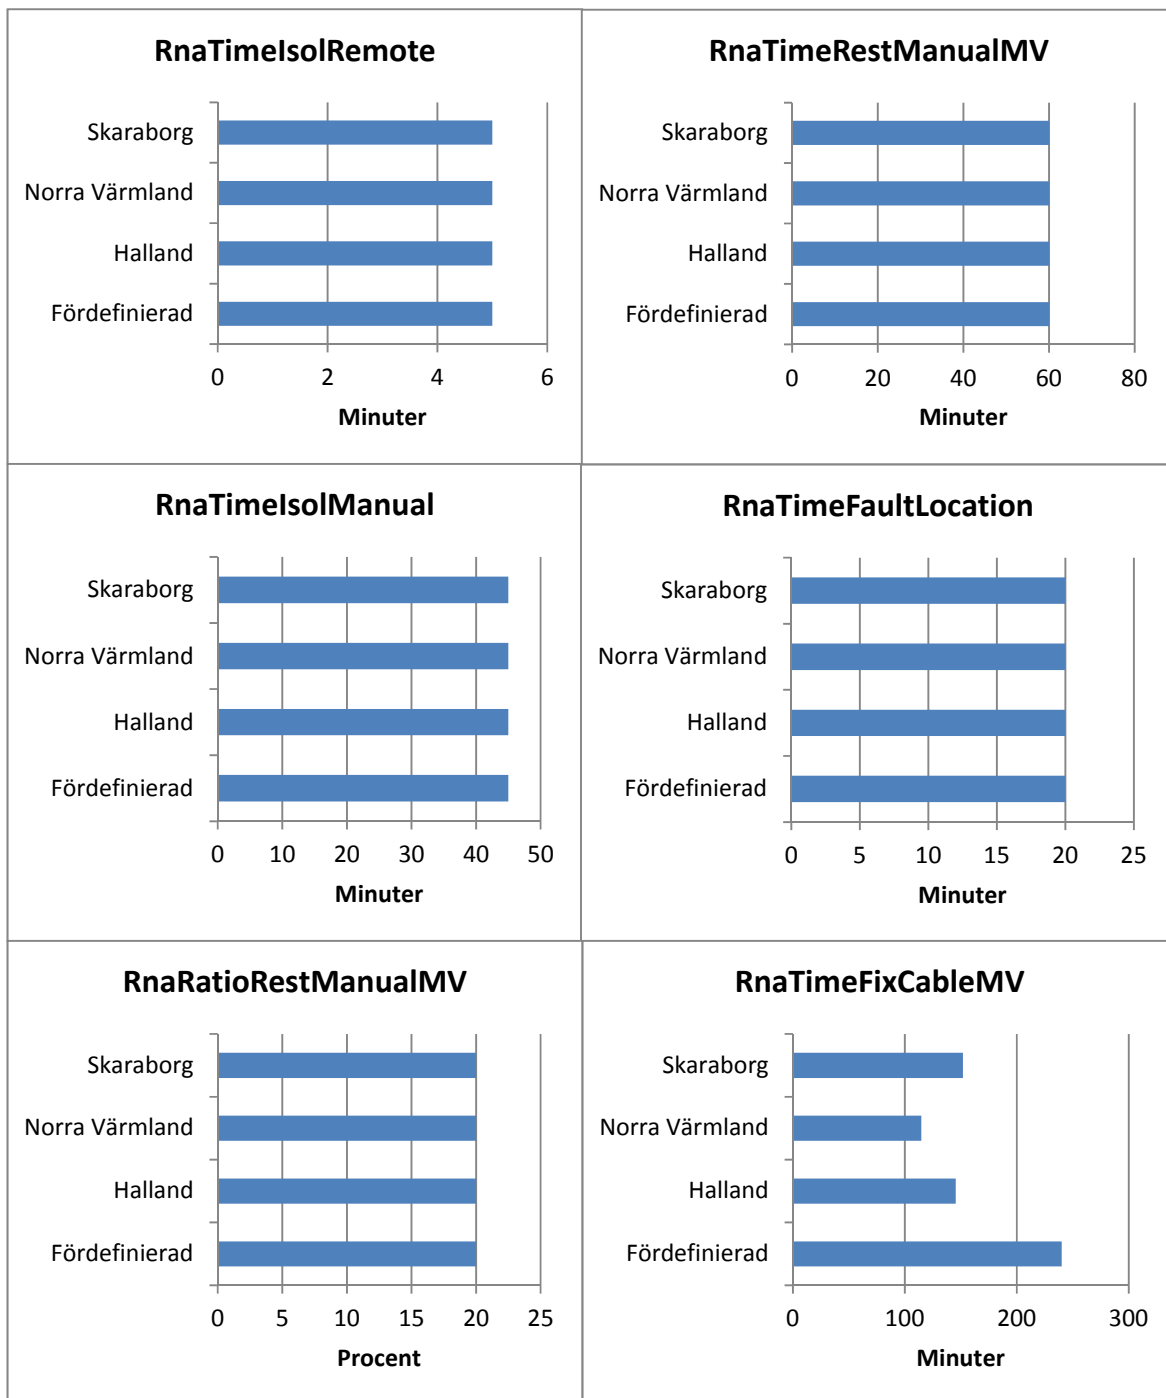 RnaTimeIsolRemote
Skaraborg
Norra Värmland
Halland
Fördefinierad
0 2 4 6
Minuter
RnaTimeRestManualMV
Skaraborg
Norra Värmland
Halland
Fördefinierad
0 20 40 60 80
Minuter
RnaTimeIsolManual
Skaraborg
Norra Värmland
Halland
Fördefinierad
0 10 20 30 40 50
Minuter
RnaTimeFaultLocation
Skaraborg
Norra Värmland
Halland
Fördefinierad
0 5 10 15 20 25
Minuter
RnaRatioRestManualMV
Skaraborg
Norra Värmland
Halland
Fördefinierad
0 5 10 15 20 25
Procent
RnaTimeFixCableMV
Skaraborg
Norra Värmland
Halland
Fördefinierad
0 100 200 300
Minuter